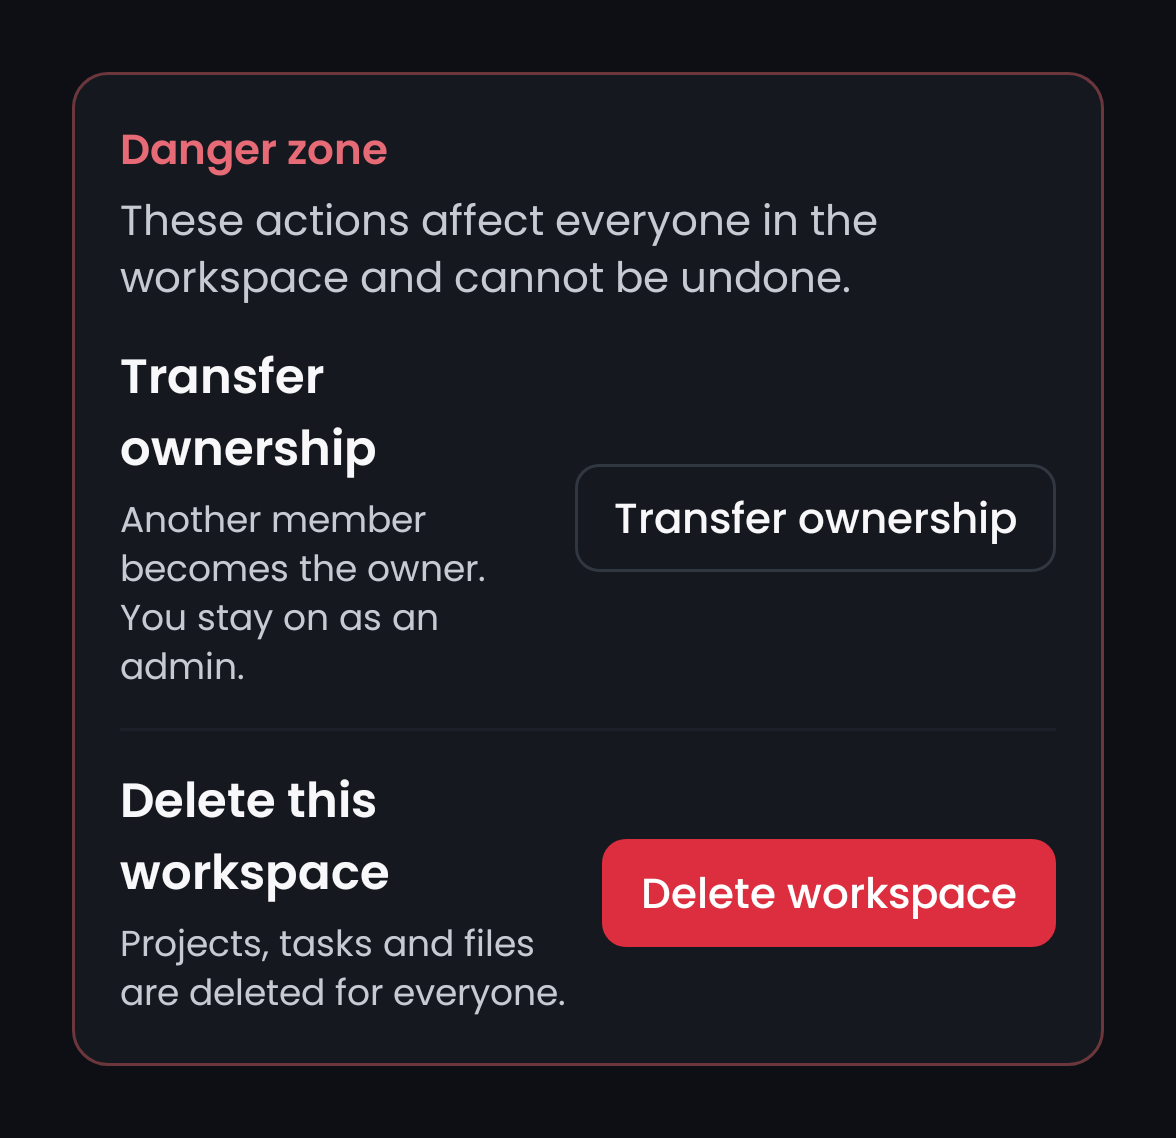 Danger zone
These actions affect everyone in the
workspace and cannot be undone.
Transfer
ownership
Another member
becomes the owner.
You stay on as an
admin.
Transfer ownership
Delete this
workspace
Projects, tasks and files
are deleted for everyone.
Delete workspace